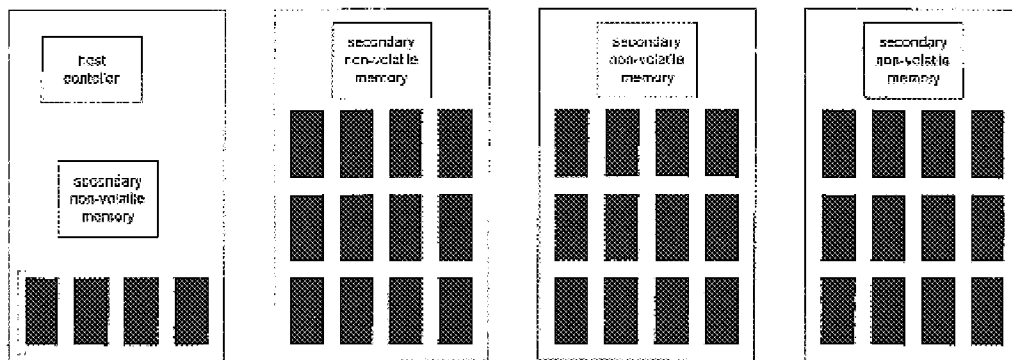 host
controller
secondary
non-volatile
memory
secondary
non-volatile
memory
secondary
non-volatile
memory
secondary
non-volatile
memory